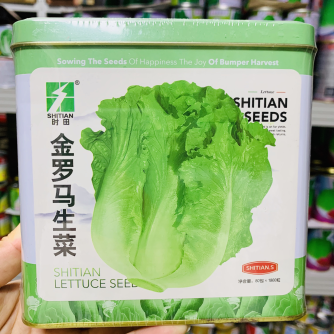 Sowing The Seeds Of Happiness The Joy Of Bumper Harvest
SHITIAN
时田
Lettuce
SHITIAN
SEEDS
金罗马生菜
SHITIAN
LETTUCE SEED
SHITIAN.S